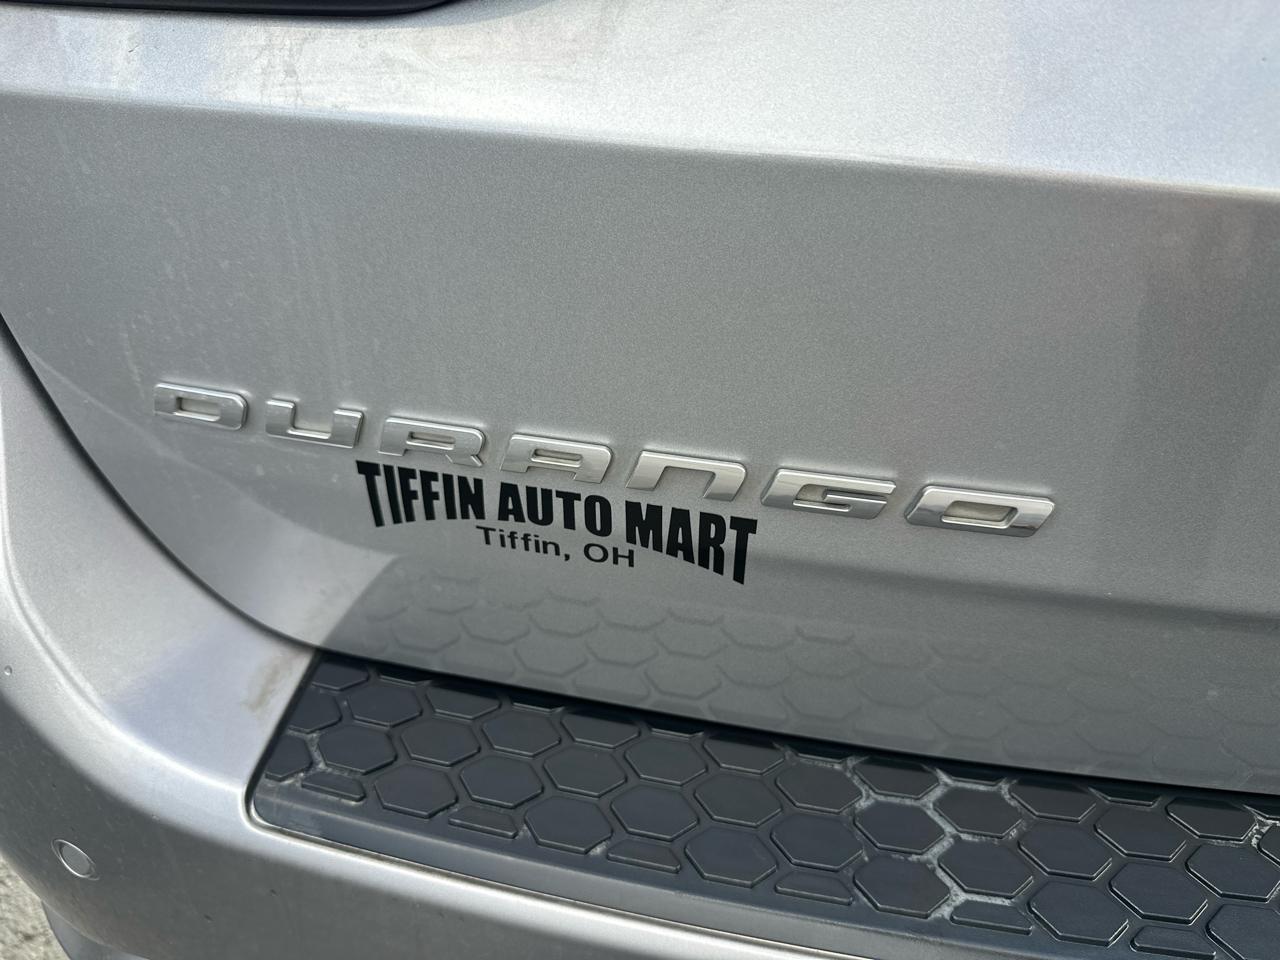 DURANGO
TIFFIN AUTO MART
Tiffin, OH